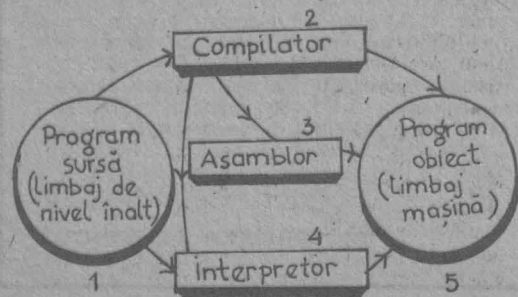 2
Compilator
Program
sursă
(limbaj de
nivel înalt)
1
3
Asamblor
4
interpretor
Program
obiect
(limbaj
mașină)
5